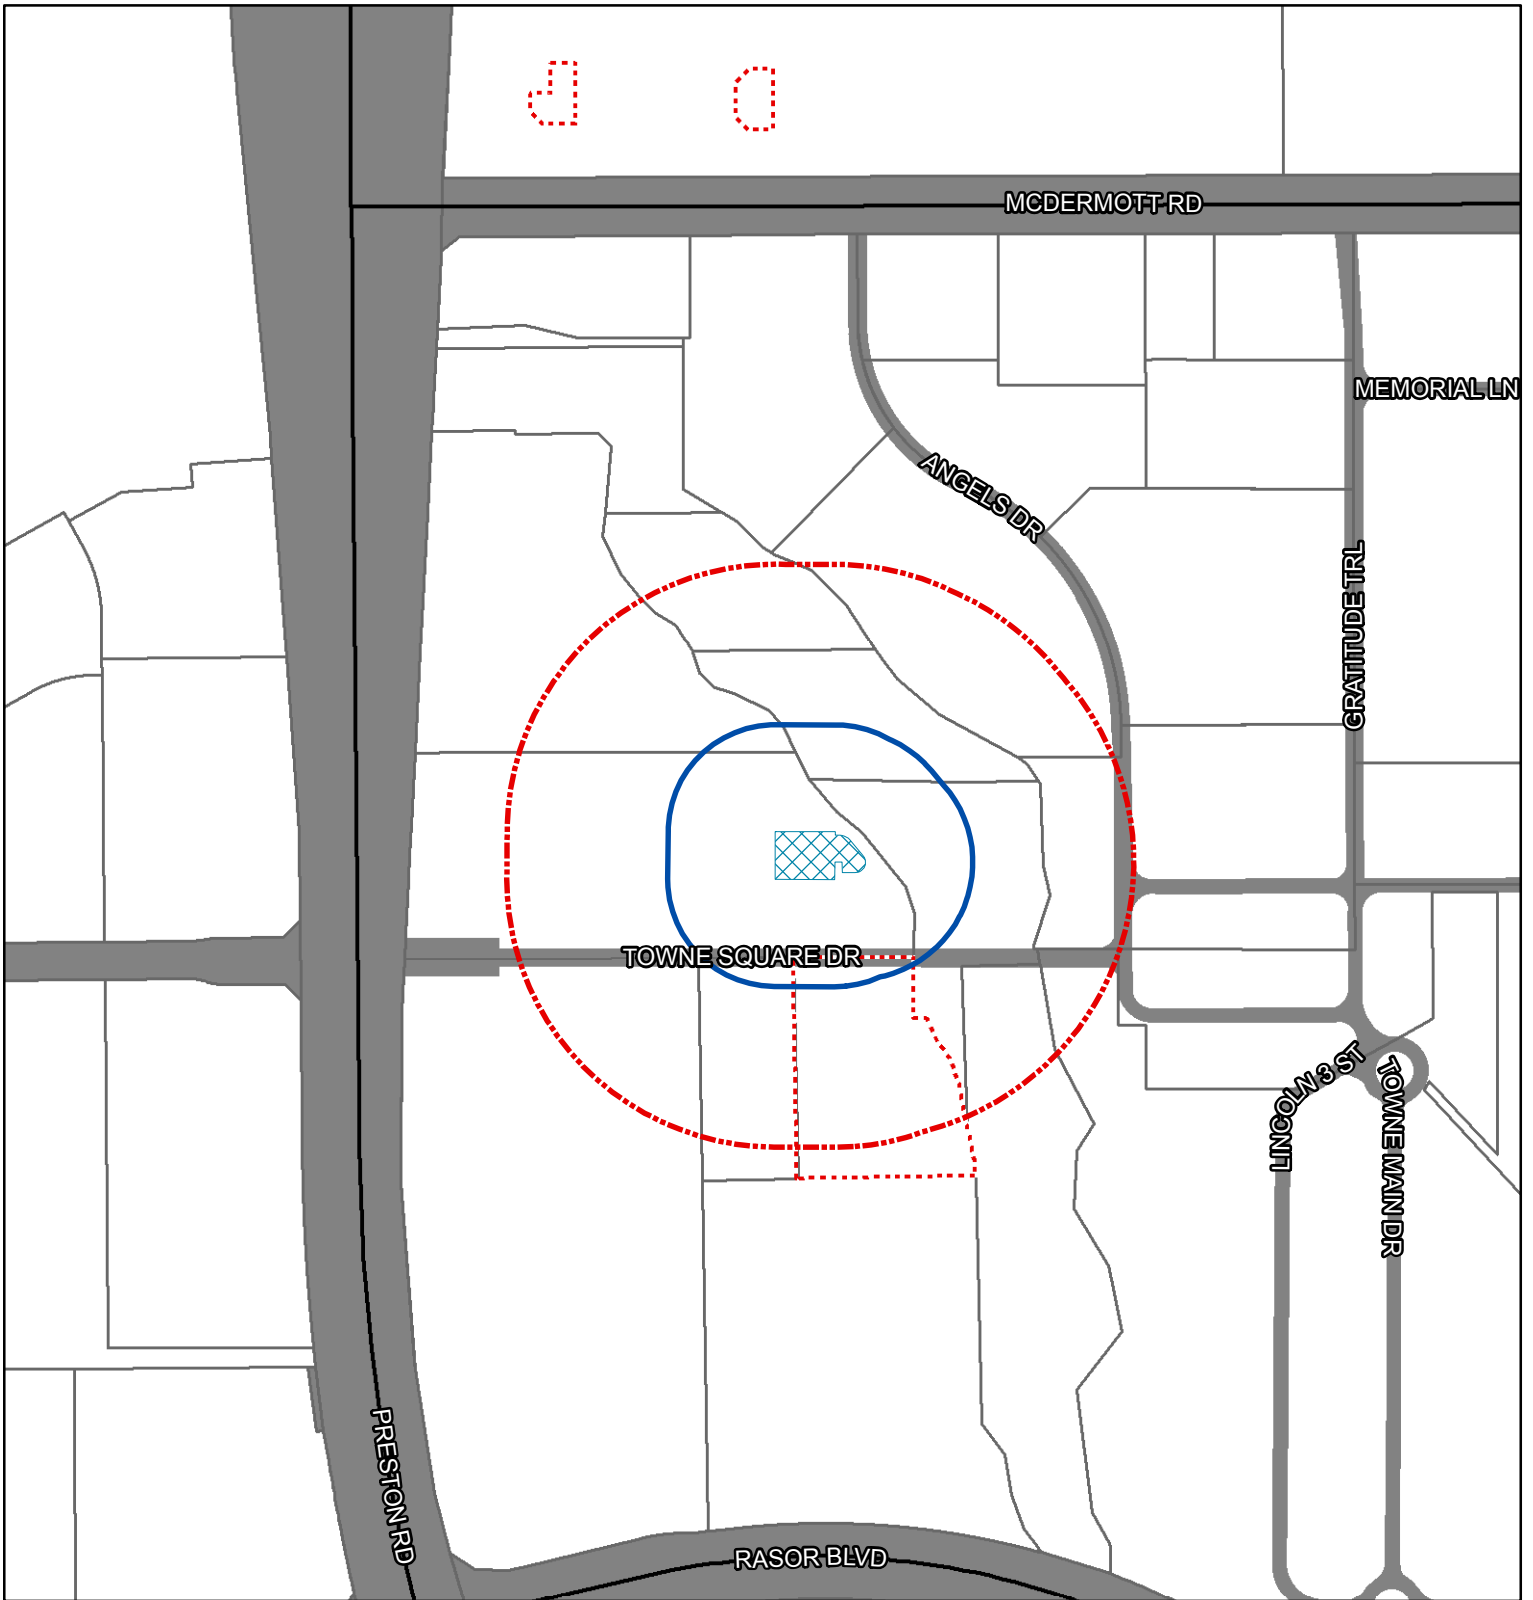 MCDERMOTT RD
MEMORIAL LN
ANGELS DR
GRATITUDE TRL
TOWNE SQUARE DR
LINCOLN 3 ST
TOWNE MAIN DR
PRESTON RD
RASOR BLVD